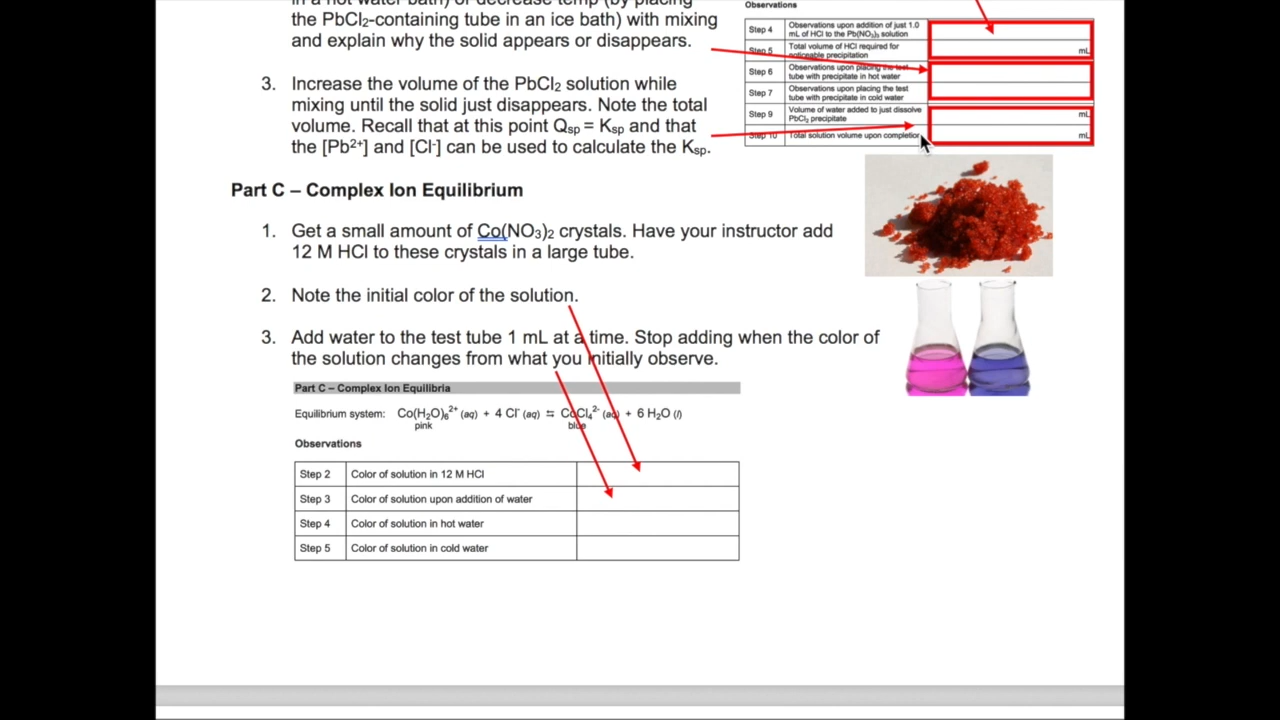 in a hot water bath) or decrease temp (by placing
the PbCl₂-containing tube in an ice bath) with mixing
and explain why the solid appears or disappears.
3. Increase the volume of the PbCl₂ solution while
mixing until the solid just disappears. Note the total
volume. Recall that at this point Qsp = Ksp and that
the [Pb²⁺] and [Cl⁻] can be used to calculate the Ksp.
Observations
Step 4 Observations upon addition of just 1.0
mL of HCl to the Pb(NO₃)₂ solution
Step 5 Total volume of HCl required for
noticeable precipitation mL
Step 6 Observations upon placing the test
tube with precipitate in hot water
Step 7 Observations upon placing the test
tube with precipitate in cold water
Step 9 Volume of water added to just dissolve
PbCl₂ precipitate mL
Step 10 Total solution volume upon completion mL
Part C – Complex Ion Equilibrium
1. Get a small amount of Co(NO₃)₂ crystals. Have your instructor add
12 M HCl to these crystals in a large tube.
2. Note the initial color of the solution.
3. Add water to the test tube 1 mL at a time. Stop adding when the color of
the solution changes from what you initially observe.
Part C – Complex Ion Equilibria
Equilibrium system: Co(H₂O)₆²⁺ (aq) + 4 Cl⁻ (aq) ⇋ CoCl₄²⁻ (aq) + 6 H₂O (l)
pink blue
Observations
Step 2 Color of solution in 12 M HCl
Step 3 Color of solution upon addition of water
Step 4 Color of solution in hot water
Step 5 Color of solution in cold water